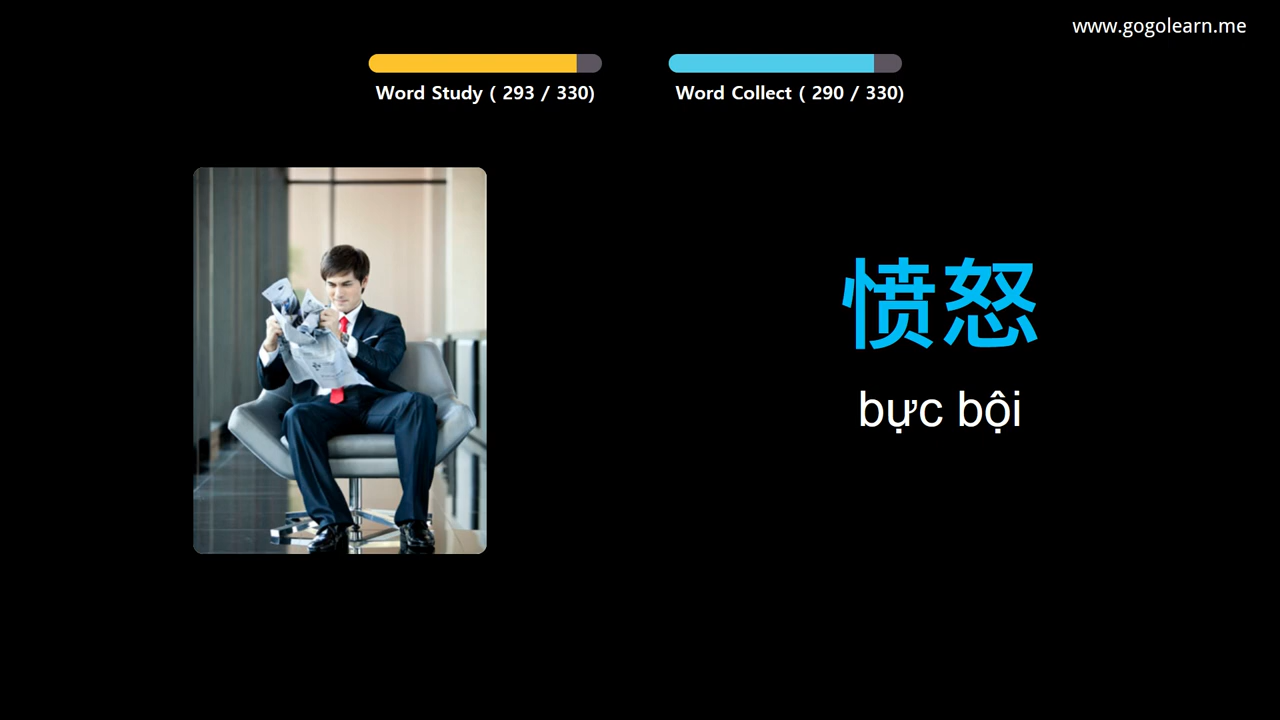 www.gogolearn.me
Word Study ( 293 / 330)
Word Collect ( 290 / 330)
愤怒
bực bội